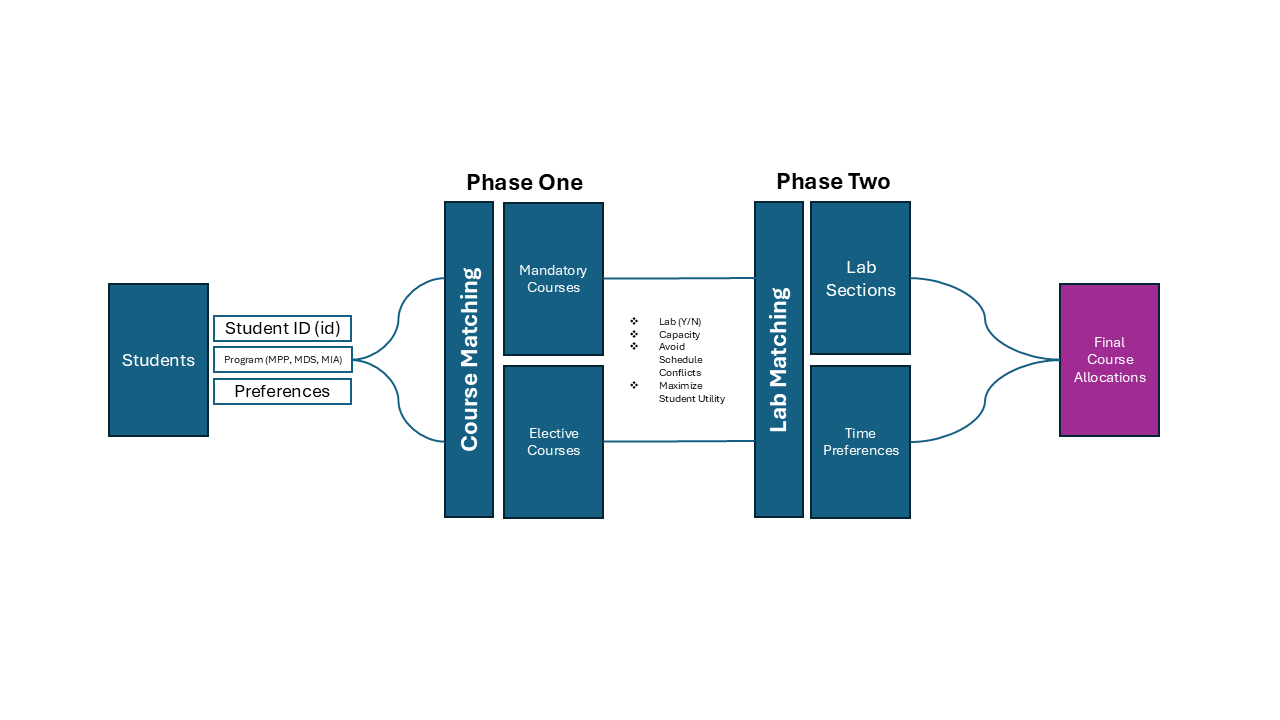 Phase One
Phase Two
Students
Student ID (id)
Program (MPP, MDS, MIA)
Preferences
Course Matching
Mandatory
Courses
Elective
Courses
❖ Lab (Y/N)
❖ Capacity
❖ Avoid
Schedule
Conflicts
❖ Maximize
Student Utility
Lab Matching
Lab
Sections
Time
Preferences
Final
Course
Allocations